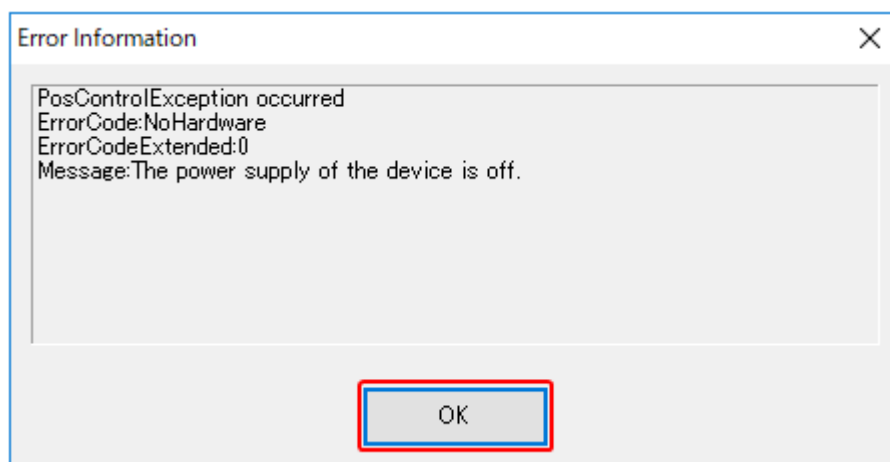 Error Information
PosControlException occurred
ErrorCode:NoHardware
ErrorCodeExtended:0
Message:The power supply of the device is off.
OK